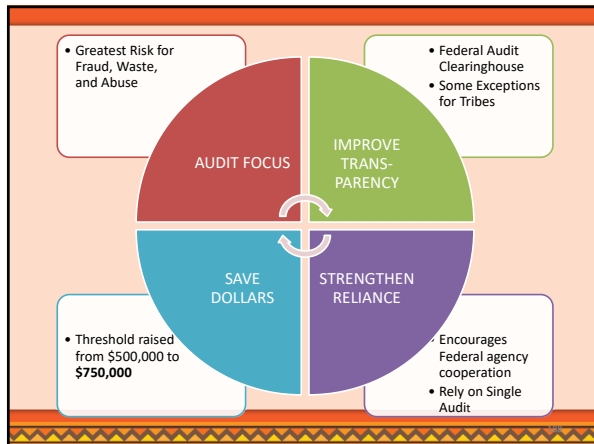 • Greatest Risk for
Fraud, Waste,
and Abuse
• Federal Audit
Clearinghouse
• Some Exceptions
for Tribes
AUDIT FOCUS
IMPROVE
TRANS-
PARENCY
SAVE
DOLLARS
STRENGTHEN
RELIANCE
• Threshold raised
from $500,000 to
$750,000
• Encourages
Federal agency
cooperation
• Rely on Single
Audit